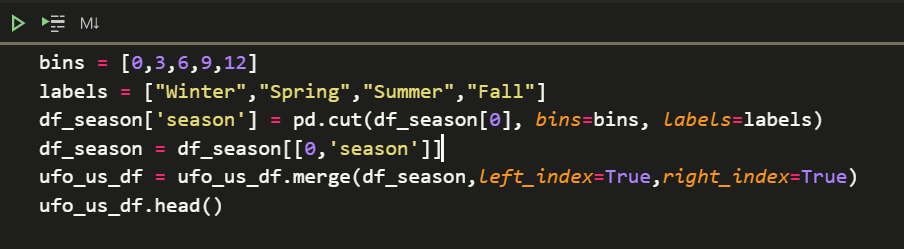 M↓
bins = [0,3,6,9,12]
labels = ["Winter","Spring","Summer","Fall"]
df_season['season'] = pd.cut(df_season[0], bins=bins, labels=labels)
df_season = df_season[[0,'season']]
ufo_us_df = ufo_us_df.merge(df_season,left_index=True,right_index=True)
ufo_us_df.head()